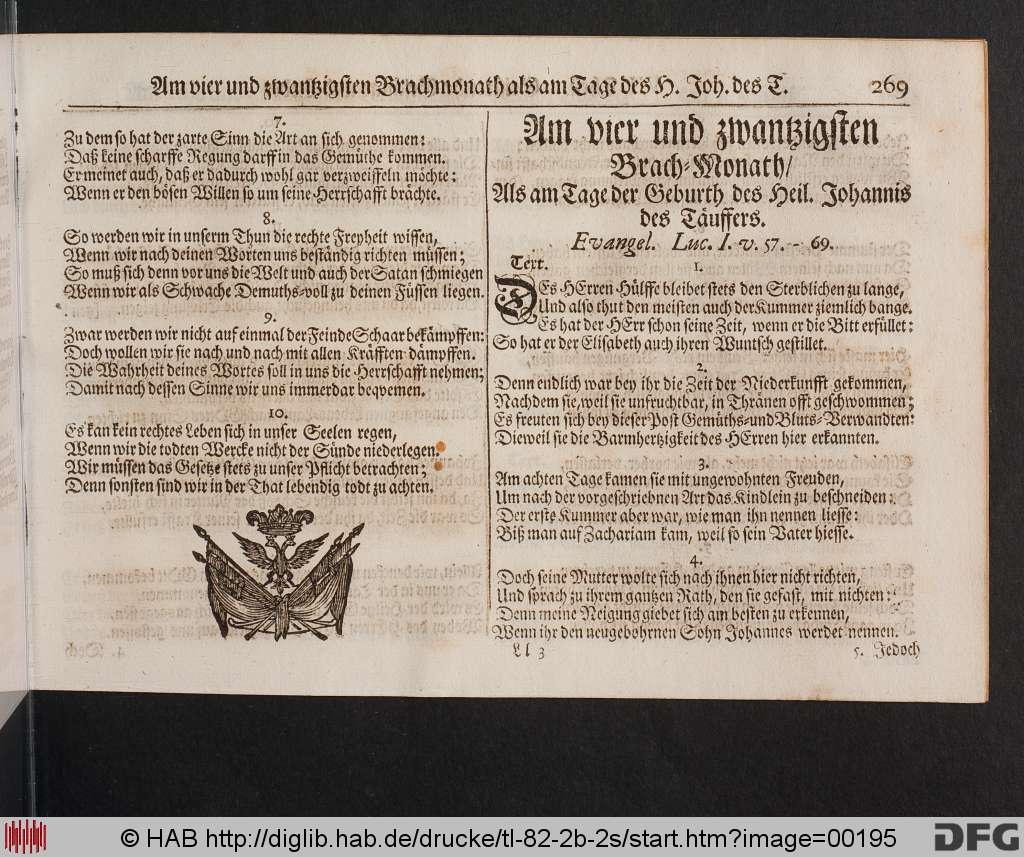 Am vier und zwantzigsten Brachmonath als am Tage des H. Joh. des T. 269
7.
Zu dem so hat der zarte Sinn die Art an sich genommen:
Daß keine scharffe Regung darff in das Gemüthe kommen.
Er meinet auch, daß er dadurch wohl gar verzweiffeln möchte:
Wenn er den bösen Willen so um seine Herrschafft brächte.
8.
So werden wir in unserm Thun die rechte Freyheit wissen,
Wenn wir nach deinen Worten uns beständig richten müssen;
So muß sich denn vor uns die Welt und auch der Satan schmiegen
Wenn wir als Schwache Demuths-voll zu deinen Füssen liegen.
9.
Zwar werden wir nicht auf einmal der Feinde Schaar bekämpffen:
Doch wollen wir sie nach und nach mit allen Kräfften dämpffen.
Die Wahrheit deines Wortes soll in uns die Herrschafft nehmen;
Damit nach dessen Sinne wir uns immerdar beqvemen.
10.
Es kan kein rechtes Leben sich in unser Seelen regen,
Wenn wir die todten Wercke nicht der Sünde niederlegen.
Wir müssen das Gesetze stets zu unser Pflicht betrachten;
Denn sonsten sind wir in der That lebendig todt zu achten.
Am vier und zwantzigsten
Brach-Monath/
Als am Tage der Geburth des Heil. Johannis
des Täuffers.
Evangel. Luc. I. v. 57. - 69.
Text. 1.
DEs HErren Hülffe bleibet stets den Sterblichen zu lange,
Und also thut den meisten auch der Kummer ziemlich bange.
Es hat der HErr schon seine Zeit, wenn er die Bitt erfüllet:
So hat er der Elisabeth auch ihren Wuntsch gestillet.
2.
Denn endlich war bey ihr die Zeit der Niederkunfft gekommen,
Nachdem sie, weil sie unfruchtbar, in Thränen offt geschwommen;
Es freuten sich bey dieser Post Gemüths- und Bluts-Verwandten:
Dieweil sie die Barmhertzigkeit des HErren hier erkannten.
3.
Am achten Tage kamen sie mit ungewohnten Freuden,
Um nach der vorgeschriebnen Art das Kindlein zu beschneiden:
Der erste Kummer aber war, wie man ihn nennen liesse:
Biß man auf Zachariam kam, weil so sein Vater hiesse.
4.
Doch seine Mutter wolte sich nach ihnen hier nicht richten,
Und sprach zu ihrem gantzen Rath, den sie gefast, mit nichten:
Denn meine Neigung giebet sich am besten zu erkennen,
Wenn ihr den neugebohrnen Sohn Johannes werdet nennen.
Ll 3 5. Jedoch
© HAB http://diglib.hab.de/drucke/tl-82-2b-2s/start.htm?image=00195
DFG